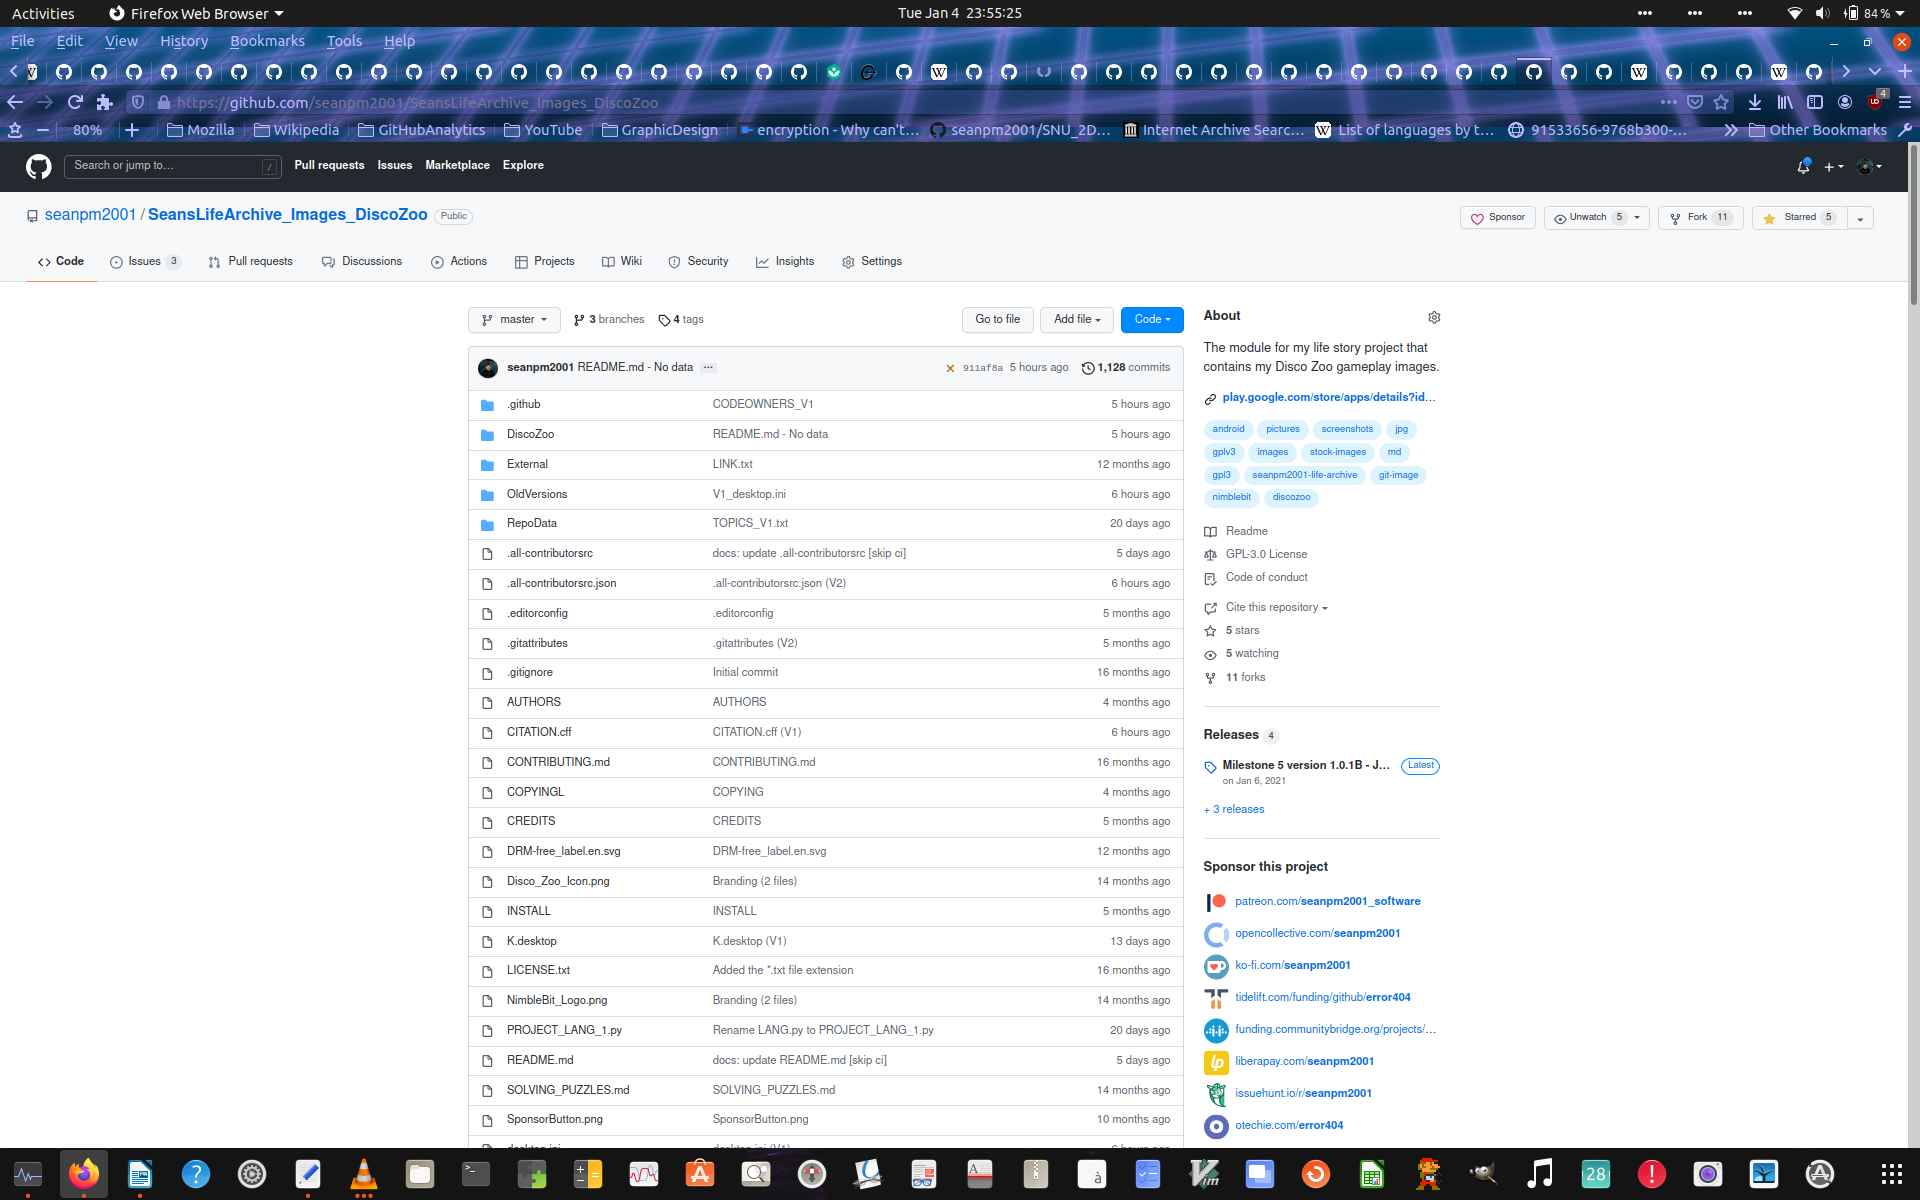 Activities
Firefox Web Browser
Tue Jan 4  23:55:25
84 %
File Edit View History Bookmarks Tools Help
https://github.com/seanpm2001/SeansLifeArchive_Images_DiscoZoo
4
80%
Mozilla
Wikipedia
GitHubAnalytics
YouTube
GraphicDesign
encryption - Why can't…
seanpm2001/SNU_2D…
Internet Archive Searc…
List of languages by t…
91533656-9768b300-…
Other Bookmarks
Search or jump to…
/
Pull requests Issues Marketplace Explore
seanpm2001 / SeansLifeArchive_Images_DiscoZoo
Public
Sponsor
Unwatch 5
Fork 11
Starred 5
Code
Issues 3
Pull requests
Discussions
Actions
Projects
Wiki
Security
Insights
Settings
master
3 branches
4 tags
Go to file
Add file
Code
seanpm2001 README.md - No data
911af8a 5 hours ago
1,128 commits
.github CODEOWNERS_V1 5 hours ago
DiscoZoo README.md - No data 5 hours ago
External LINK.txt 12 months ago
OldVersions V1_desktop.ini 6 hours ago
RepoData TOPICS_V1.txt 20 days ago
.all-contributorsrc docs: update .all-contributorsrc [skip ci] 5 days ago
.all-contributorsrc.json .all-contributorsrc.json (V2) 6 hours ago
.editorconfig .editorconfig 5 months ago
.gitattributes .gitattributes (V2) 5 months ago
.gitignore Initial commit 16 months ago
AUTHORS AUTHORS 4 months ago
CITATION.cff CITATION.cff (V1) 6 hours ago
CONTRIBUTING.md CONTRIBUTING.md 16 months ago
COPYINGL COPYING 4 months ago
CREDITS CREDITS 5 months ago
DRM-free_label.en.svg DRM-free_label.en.svg 12 months ago
Disco_Zoo_Icon.png Branding (2 files) 14 months ago
INSTALL INSTALL 5 months ago
K.desktop K.desktop (V1) 13 days ago
LICENSE.txt Added the *.txt file extension 16 months ago
NimbleBit_Logo.png Branding (2 files) 14 months ago
PROJECT_LANG_1.py Rename LANG.py to PROJECT_LANG_1.py 20 days ago
README.md docs: update README.md [skip ci] 5 days ago
SOLVING_PUZZLES.md SOLVING_PUZZLES.md 14 months ago
SponsorButton.png SponsorButton.png 10 months ago
About
The module for my life story project that
contains my Disco Zoo gameplay images.
play.google.com/store/apps/details?id…
android pictures screenshots jpg
gplv3 images stock-images md
gpl3 seanpm2001-life-archive git-image
nimblebit discozoo
Readme
GPL-3.0 License
Code of conduct
Cite this repository
5 stars
5 watching
11 forks
Releases 4
Milestone 5 version 1.0.1B - J… Latest
on Jan 6, 2021
+ 3 releases
Sponsor this project
patreon.com/seanpm2001_software
opencollective.com/seanpm2001
ko-fi.com/seanpm2001
tidelift.com/funding/github/error404
funding.communitybridge.org/projects/…
liberapay.com/seanpm2001
issuehunt.io/r/seanpm2001
otechie.com/error404
28